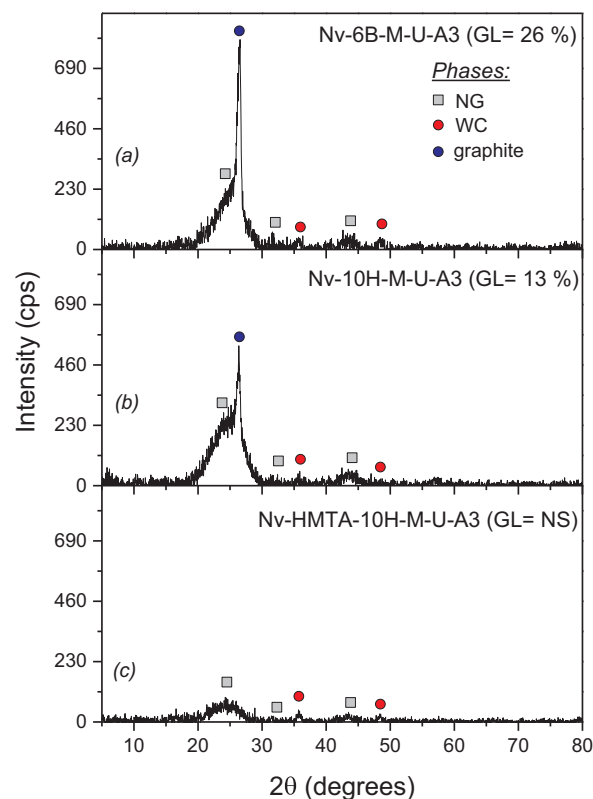 Nv-6B-M-U-A3 (GL= 26 %)
Phases:
NG
WC
graphite
(a)
690
460
230
0
Nv-10H-M-U-A3 (GL= 13 %)
(b)
690
460
230
0
Nv-HMTA-10H-M-U-A3 (GL= NS)
(c)
690
460
230
0
Intensity (cps)
10 20 30 40 50 60 70 80
2θ (degrees)